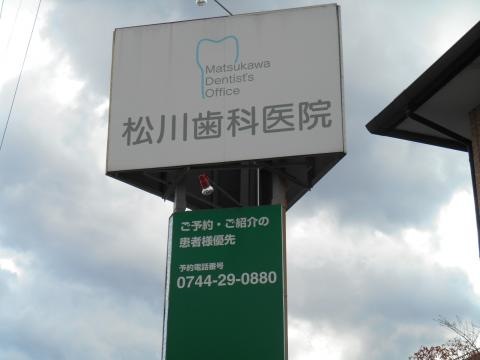 Matsukawa
Dentist's
Office
松川歯科医院
ご予約・ご紹介の
患者様優先
予約電話番号
0744-29-0880